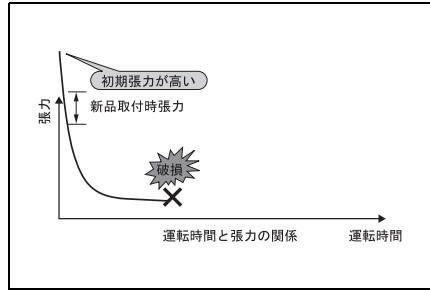 初期張力が高い
新品取付時張力
張力
破損
運転時間と張力の関係
運転時間